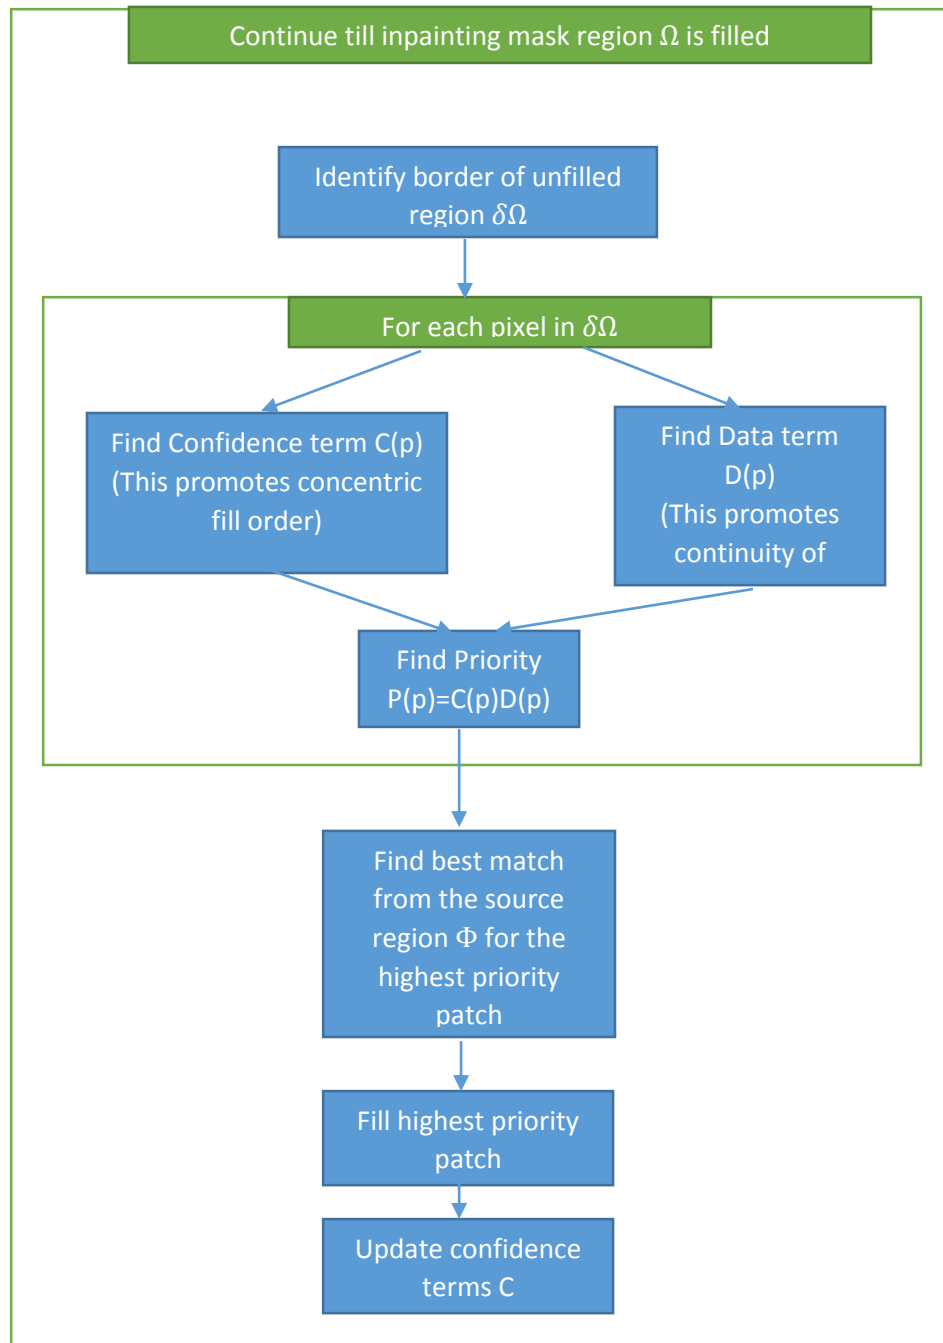 Continue till inpainting mask region Ω is filled
Identify border of unfilled
region δΩ
For each pixel in δΩ
Find Confidence term C(p)
(This promotes concentric
fill order)
Find Data term
D(p)
(This promotes
continuity of
Find Priority
P(p)=C(p)D(p)
Find best match
from the source
region Φ for the
highest priority
patch
Fill highest priority
patch
Update confidence
terms C